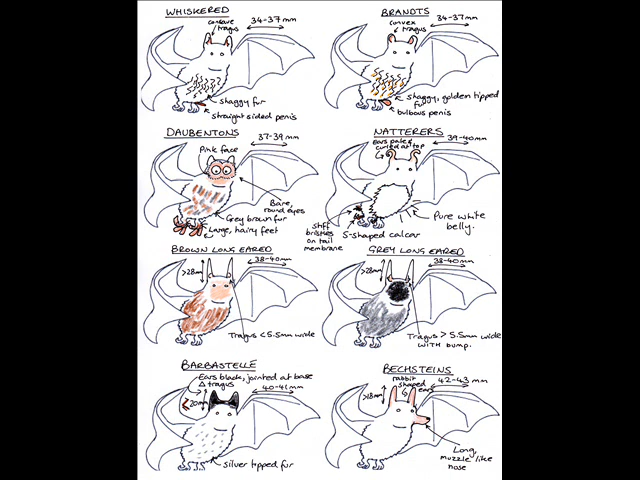 WHISKERED
concave
tragus
34-37mm
shaggy fur
straight sided penis
BRANDTS
convex
tragus
34-37mm
shaggy, golden tipped
fur
bulbous penis
DAUBENTONS
37-39mm
Pink face
Bare,
round eyes
Grey brown fur
Large, hairy feet
NATTERERS
39-40mm
Ears pale &
curled at top
Pure white
belly.
stiff
bristles
on tail
membrane
S-shaped calcar
BROWN LONG EARED
38-40mm
>28mm
Tragus <5.5mm wide
GREY LONG EARED
38-40mm
>28mm
Tragus > 5.5mm wide
WITH bump.
BARBASTELLE
Ears black, jointed at base
Δ tragus
40-41mm
20mm
silver tipped fur
BECHSTEINS
rabbit
shaped
ears
42-43 mm
>18mm
Long
muzzle like
nose